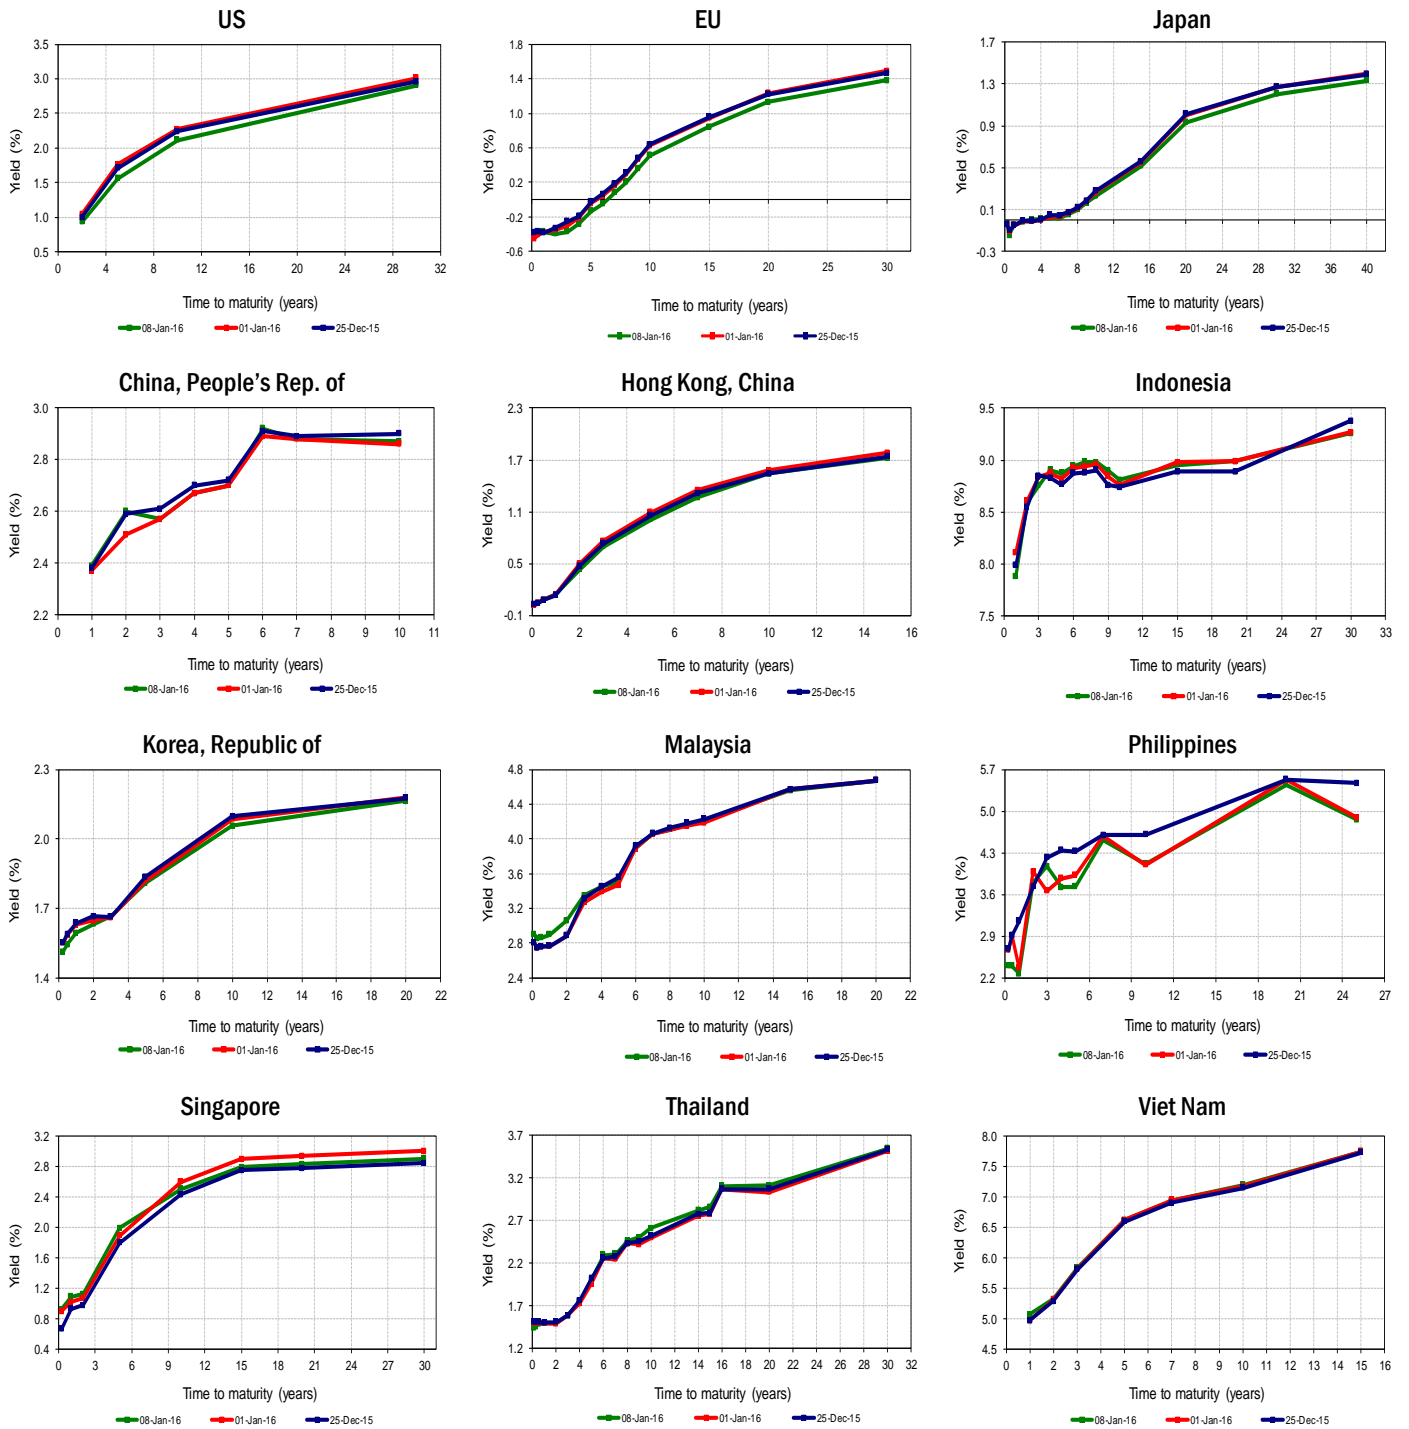 US
3.5
3.0
2.5
2.0
1.5
1.0
0.5
Yield (%)
0 4 8 12 16 20 24 28 32
Time to maturity (years)
08-Jan-16 01-Jan-16 25-Dec-15
EU
1.8
1.4
1.0
0.6
0.2
-0.2
-0.6
Yield (%)
0 5 10 15 20 25 30
Time to maturity (years)
08-Jan-16 01-Jan-16 25-Dec-15
Japan
1.7
1.3
0.9
0.5
0.1
-0.3
Yield (%)
0 4 8 12 16 20 24 28 32 36 40
Time to maturity (years)
08-Jan-16 01-Jan-16 25-Dec-15
China, People’s Rep. of
3.0
2.8
2.6
2.4
2.2
Yield (%)
0 1 2 3 4 5 6 7 8 9 10 11
Time to maturity (years)
08-Jan-16 01-Jan-16 25-Dec-15
Hong Kong, China
2.3
1.7
1.1
0.5
-0.1
Yield (%)
0 2 4 6 8 10 12 14 16
Time to maturity (years)
08-Jan-16 01-Jan-16 25-Dec-15
Indonesia
9.5
9.0
8.5
8.0
7.5
Yield (%)
0 3 6 9 12 15 18 21 24 27 30 33
Time to maturity (years)
08-Jan-16 01-Jan-16 25-Dec-15
Korea, Republic of
2.3
2.0
1.7
1.4
Yield (%)
0 2 4 6 8 10 12 14 16 18 20 22
Time to maturity (years)
08-Jan-16 01-Jan-16 25-Dec-15
Malaysia
4.8
4.4
4.0
3.6
3.2
2.8
2.4
Yield (%)
0 2 4 6 8 10 12 14 16 18 20 22
Time to maturity (years)
08-Jan-16 01-Jan-16 25-Dec-15
Philippines
5.7
5.0
4.3
3.6
2.9
2.2
Yield (%)
0 3 6 9 12 15 18 21 24 27
Time to maturity (years)
08-Jan-16 01-Jan-16 25-Dec-15
Singapore
3.2
2.8
2.4
2.0
1.6
1.2
0.8
0.4
Yield (%)
0 3 6 9 12 15 18 21 24 27 30
Time to maturity (years)
08-Jan-16 01-Jan-16 25-Dec-15
Thailand
3.7
3.2
2.7
2.2
1.7
1.2
Yield (%)
0 2 4 6 8 10 12 14 16 18 20 22 24 26 28 30 32
Time to maturity (years)
08-Jan-16 01-Jan-16 25-Dec-15
Viet Nam
8.0
7.5
7.0
6.5
6.0
5.5
5.0
4.5
Yield (%)
0 1 2 3 4 5 6 7 8 9 10 11 12 13 14 15 16
Time to maturity (years)
08-Jan-16 01-Jan-16 25-Dec-15